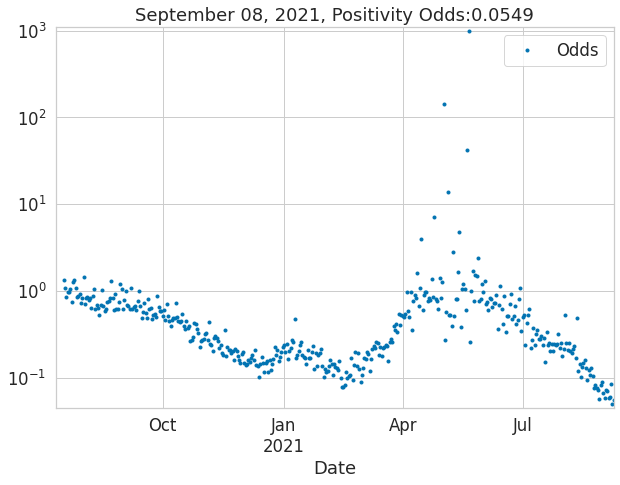 September 08, 2021, Positivity Odds:0.0549
10³
Odds
10²
10¹
10⁰
10⁻¹
Oct Jan Apr Jul
2021
Date